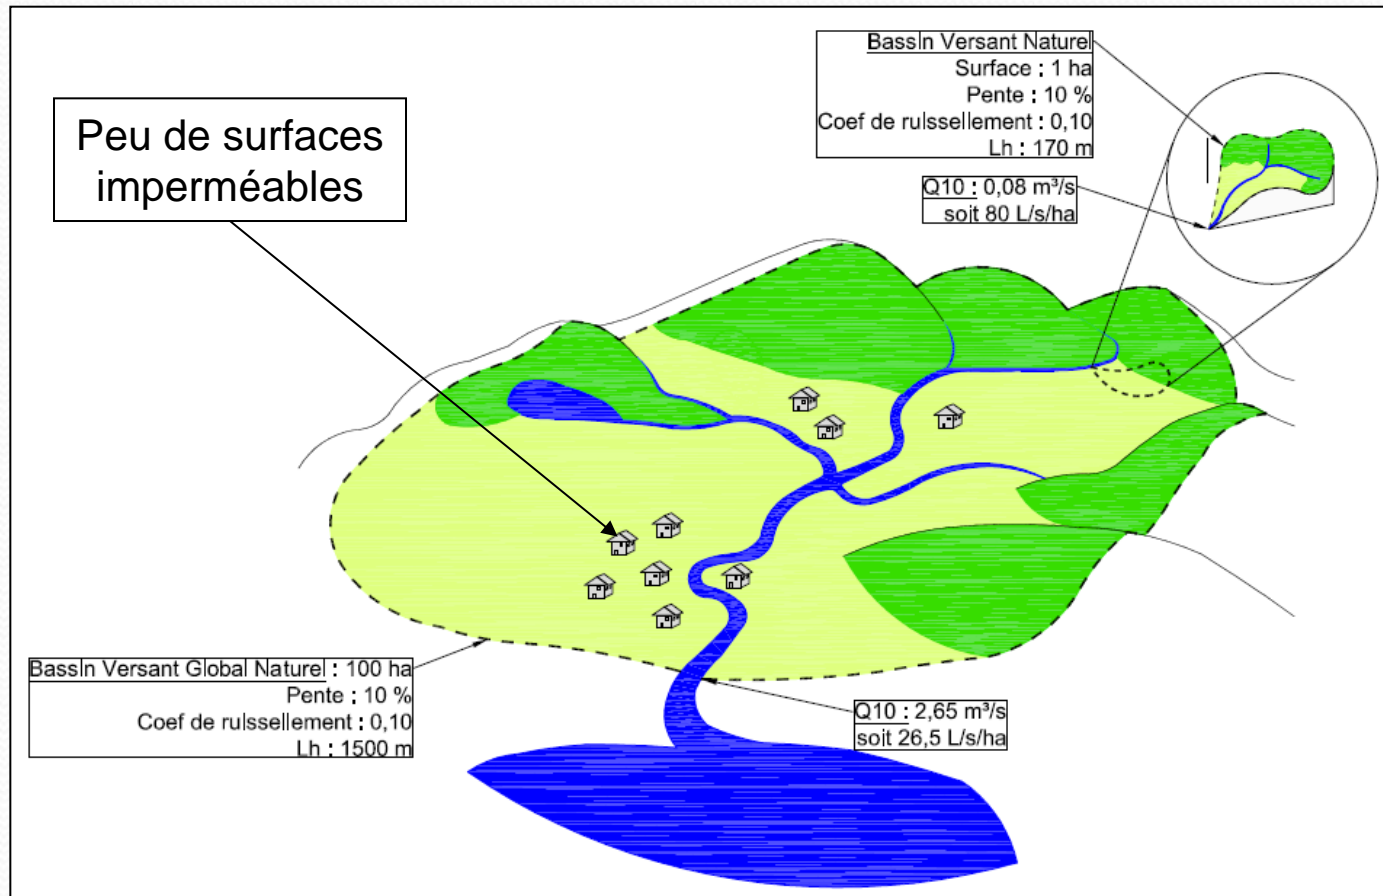 Bassin Versant Naturel
Surface : 1 ha
Pente : 10 %
Coef de ruissellement : 0,10
Lh : 170 m
Peu de surfaces
imperméables
Q10 : 0,08 m³/s
soit 80 L/s/ha
Bassin Versant Global Naturel : 100 ha
Pente : 10 %
Coef de ruissellement : 0,10
Lh : 1500 m
Q10 : 2,65 m³/s
soit 26,5 L/s/ha